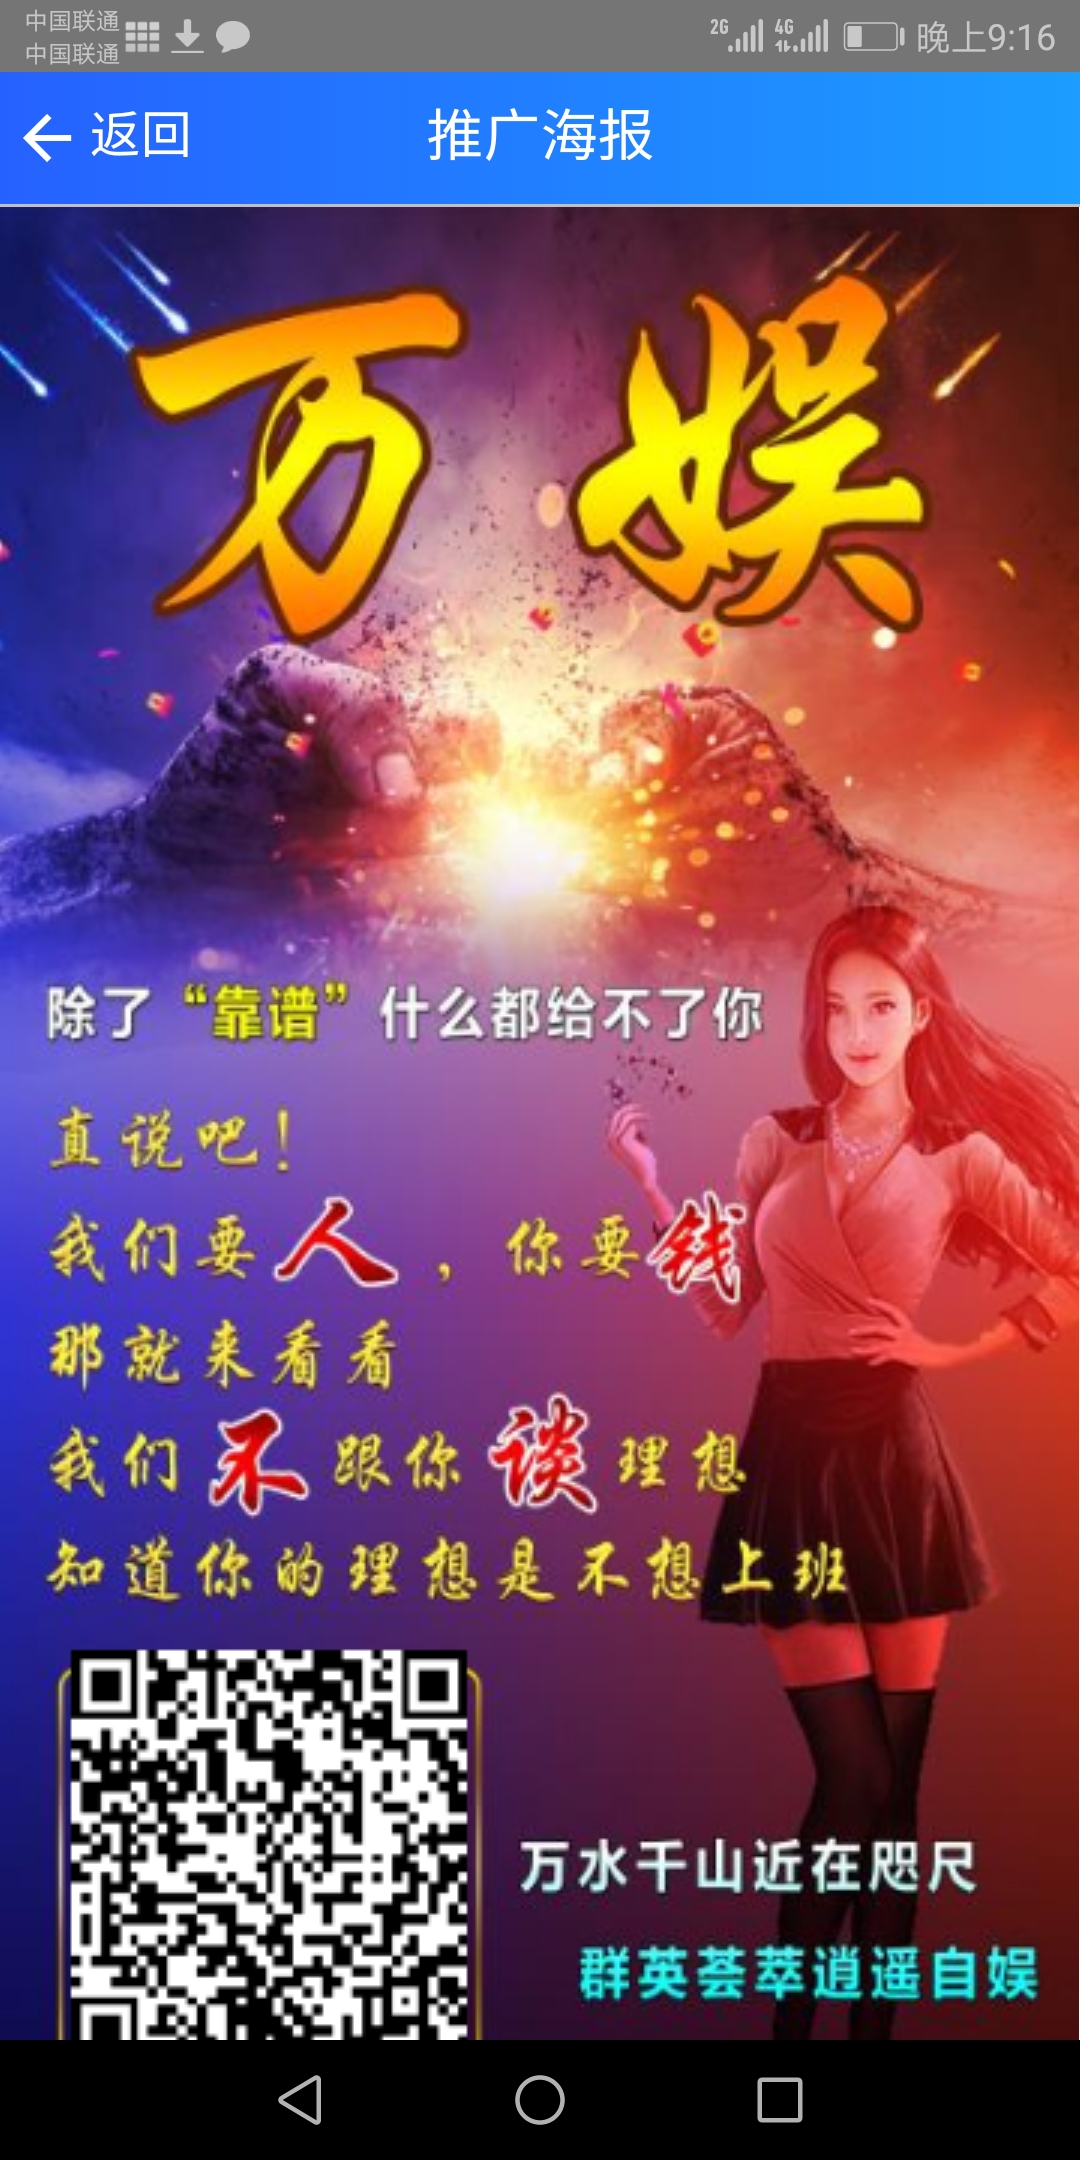 中国联通
中国联通
2G
4G
晚上9:16
返回
推广海报
万 娱
除了“靠谱”什么都给不了你
直说吧！
我们要人，你要钱
那就来看看
我们不跟你谈理想
知道你的理想是不想上班
万水千山近在咫尺
群英荟萃逍遥自娱